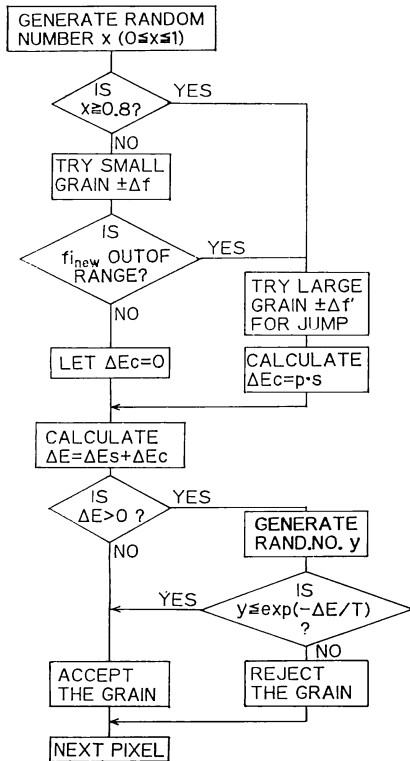 GENERATE RANDOM
NUMBER x (0≦x≦1)
IS
x≧0.8?
YES
NO
TRY SMALL
GRAIN ±Δf
IS
fi_new OUTOF
RANGE?
YES
NO
TRY LARGE
GRAIN ±Δf'
FOR JUMP
LET ΔEc=0
CALCULATE
ΔEc=p·s
CALCULATE
ΔE=ΔEs+ΔEc
IS
ΔE>0 ?
YES
NO
GENERATE
RAND.NO. y
IS
y≦exp(-ΔE/T)
?
YES
NO
ACCEPT
THE GRAIN
REJECT
THE GRAIN
NEXT PIXEL